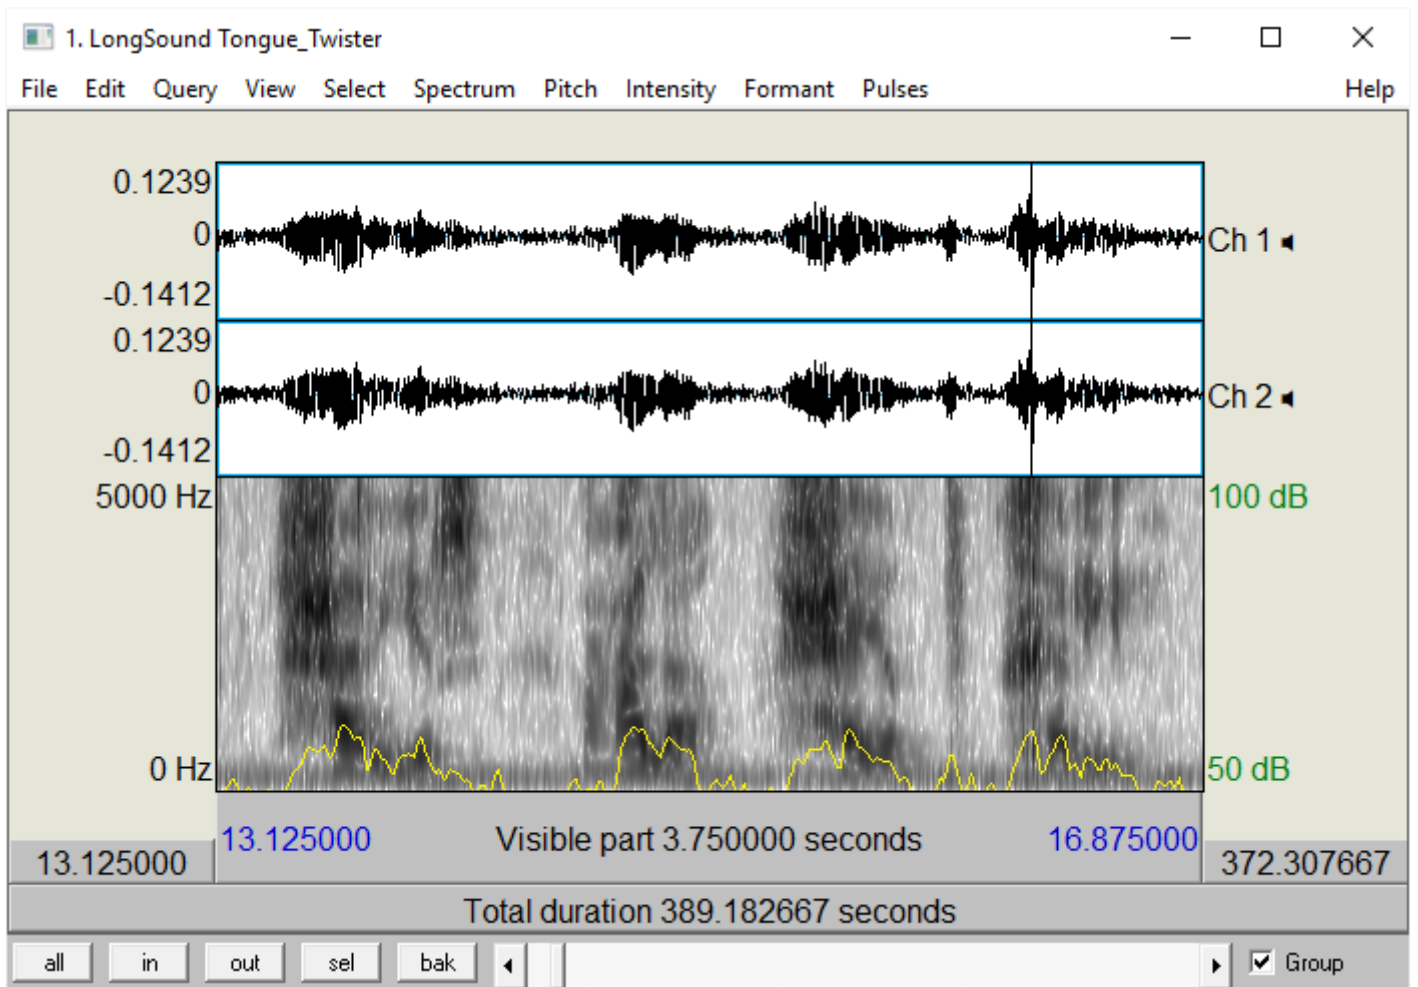 1. LongSound Tongue_Twister
File Edit Query View Select Spectrum Pitch Intensity Formant Pulses Help
0.1239
0
-0.1412
Ch 1
0.1239
0
-0.1412
Ch 2
5000 Hz
100 dB
0 Hz
50 dB
13.125000 Visible part 3.750000 seconds 16.875000
13.125000 372.307667
Total duration 389.182667 seconds
all in out sel bak Group